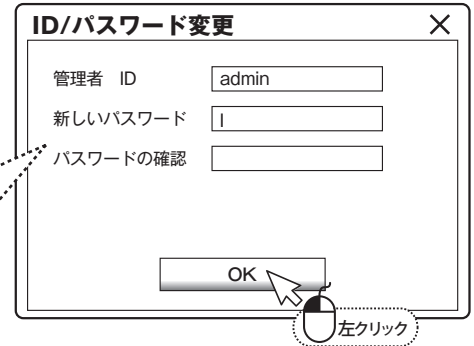 ID/パスワード変更
管理者 ID admin
新しいパスワード
パスワードの確認
OK
左クリック